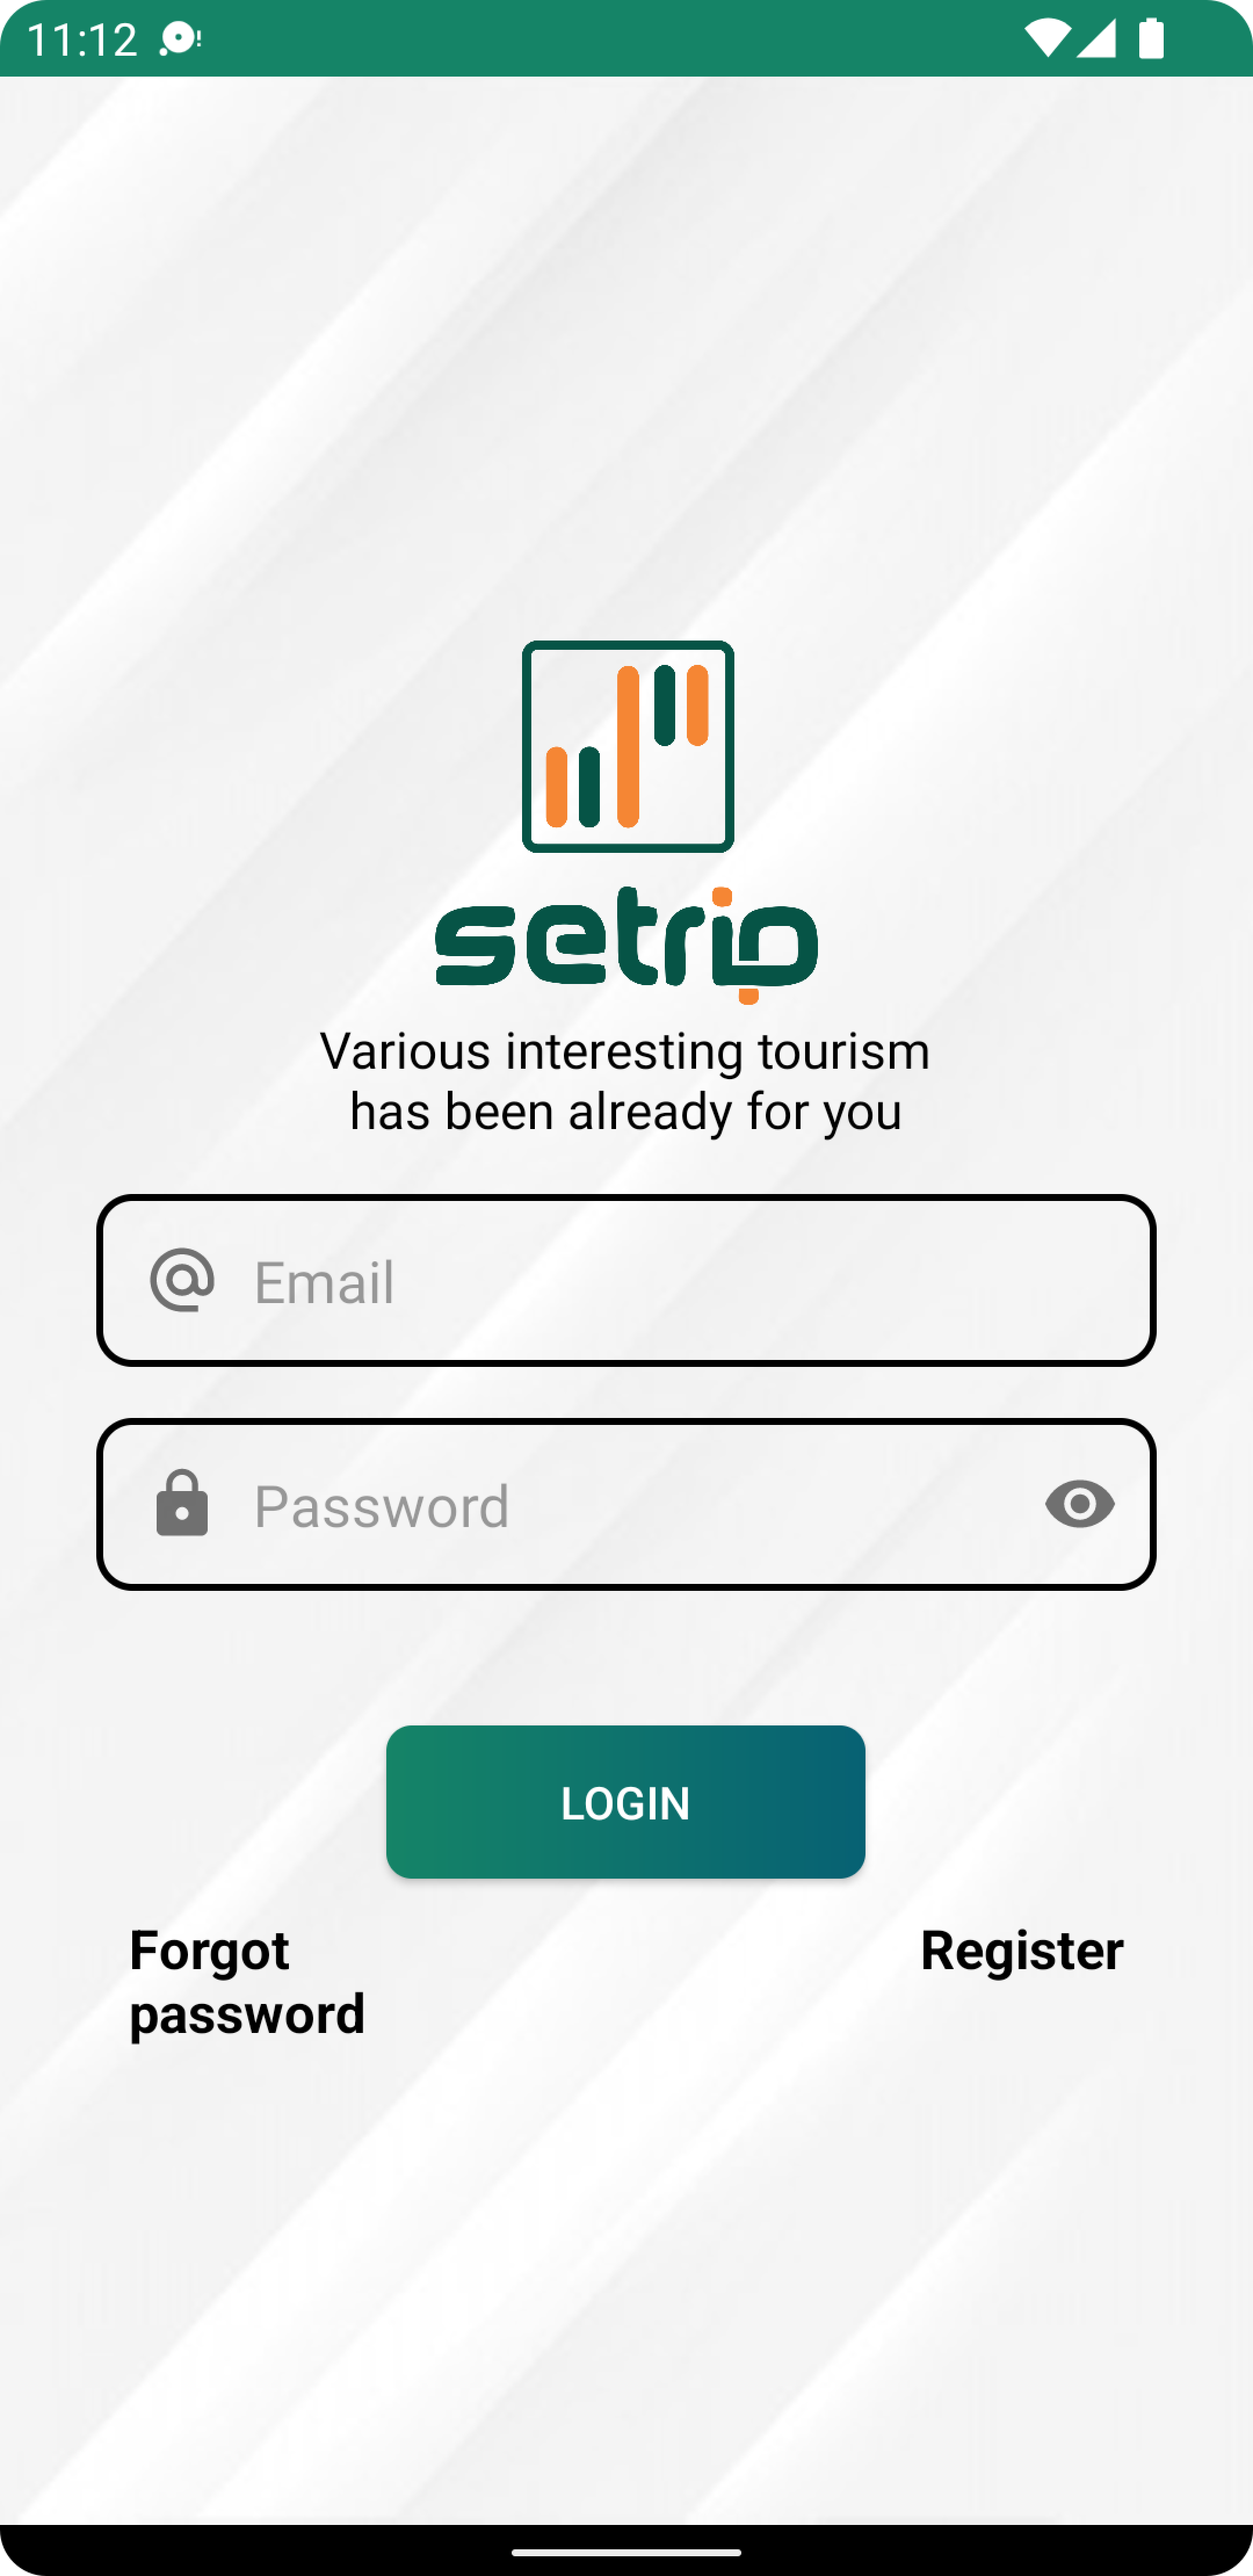 11:12
setrip
Various interesting tourism
has been already for you
Email
Password
LOGIN
Forgot
password
Register